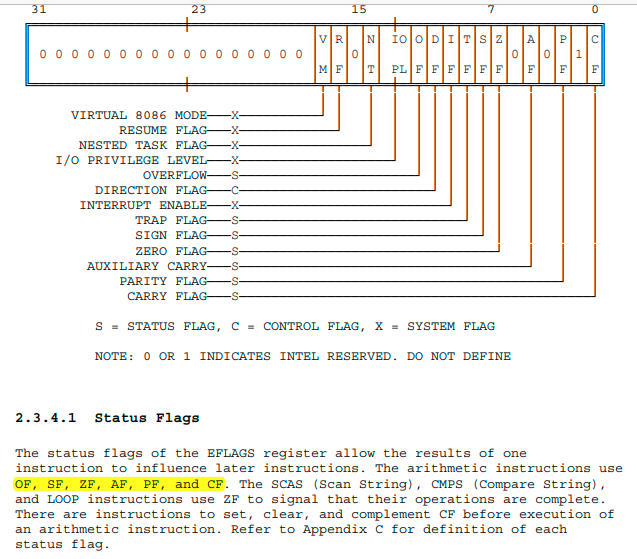 31 23 15 7 0
V R N IO O D I T S Z A P C
0 0 0 0 0 0 0 0 0 0 0 0 0 0 0 0 0 0 0 0 1
M F T PL F F F F F F F F F
VIRTUAL 8086 MODE X
RESUME FLAG X
NESTED TASK FLAG X
I/O PRIVILEGE LEVEL X
OVERFLOW S
DIRECTION FLAG C
INTERRUPT ENABLE X
TRAP FLAG S
SIGN FLAG S
ZERO FLAG S
AUXILIARY CARRY S
PARITY FLAG S
CARRY FLAG S
S = STATUS FLAG, C = CONTROL FLAG, X = SYSTEM FLAG
NOTE: 0 OR 1 INDICATES INTEL RESERVED. DO NOT DEFINE
2.3.4.1 Status Flags
The status flags of the EFLAGS register allow the results of one
instruction to influence later instructions. The arithmetic instructions use
OF, SF, ZF, AF, PF, and CF. The SCAS (Scan String), CMPS (Compare String),
and LOOP instructions use ZF to signal that their operations are complete.
There are instructions to set, clear, and complement CF before execution of
an arithmetic instruction. Refer to Appendix C for definition of each
status flag.